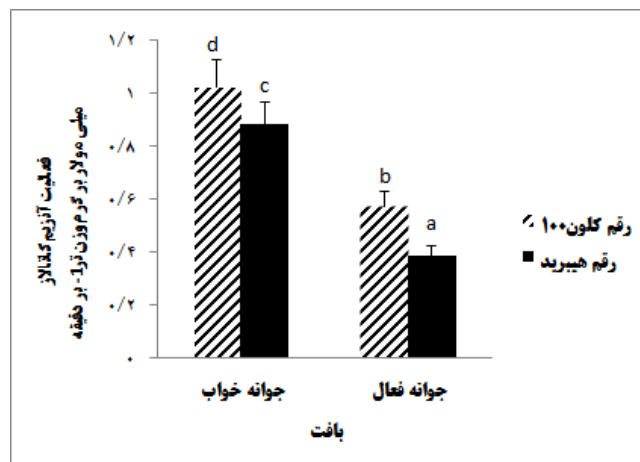 فعالیت آنزیم کاتالاز
میلی مولار بر گرم وزن تر1- بر دقیقه
۱/۲
۱
۰/۸
۰/۶
۰/۴
۰/۲
۰
d
c
b
a
جوانه خواب
جوانه فعال
بافت
رقم کلون۱۰۰
رقم هیبرید